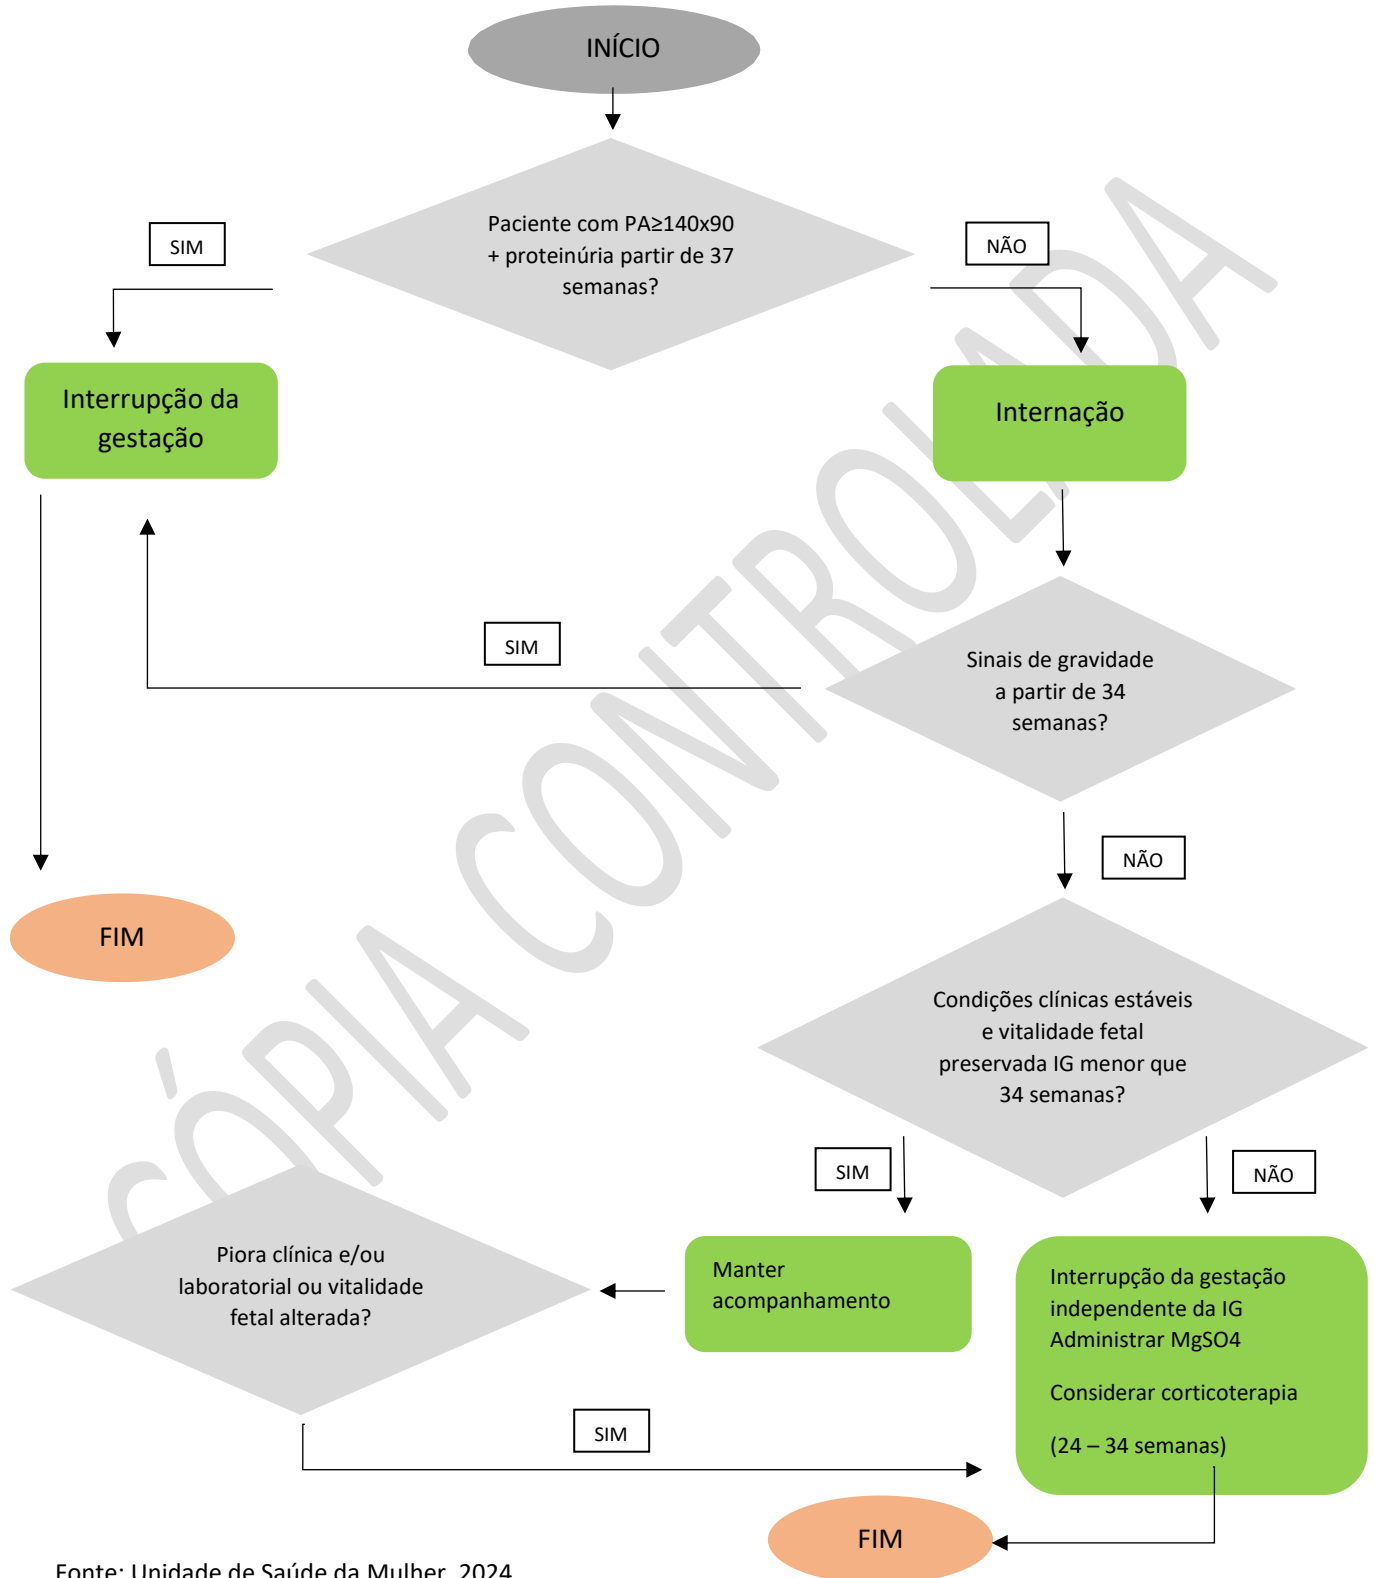 INÍCIO
Paciente com PA≥140x90
+ proteinúria partir de 37
semanas?
SIM
NÃO
Interrupção da
gestação
Internação
SIM
Sinais de gravidade
a partir de 34
semanas?
NÃO
FIM
Condições clínicas estáveis
e vitalidade fetal
preservada IG menor que
34 semanas?
SIM
NÃO
Piora clínica e/ou
laboratorial ou vitalidade
fetal alterada?
Manter
acompanhamento
Interrupção da gestação
independente da IG
Administrar MgSO4
Considerar corticoterapia
(24 – 34 semanas)
SIM
FIM
Fonte: Unidade de Saúde da Mulher, 2024
CÓPIA CONTROLADA